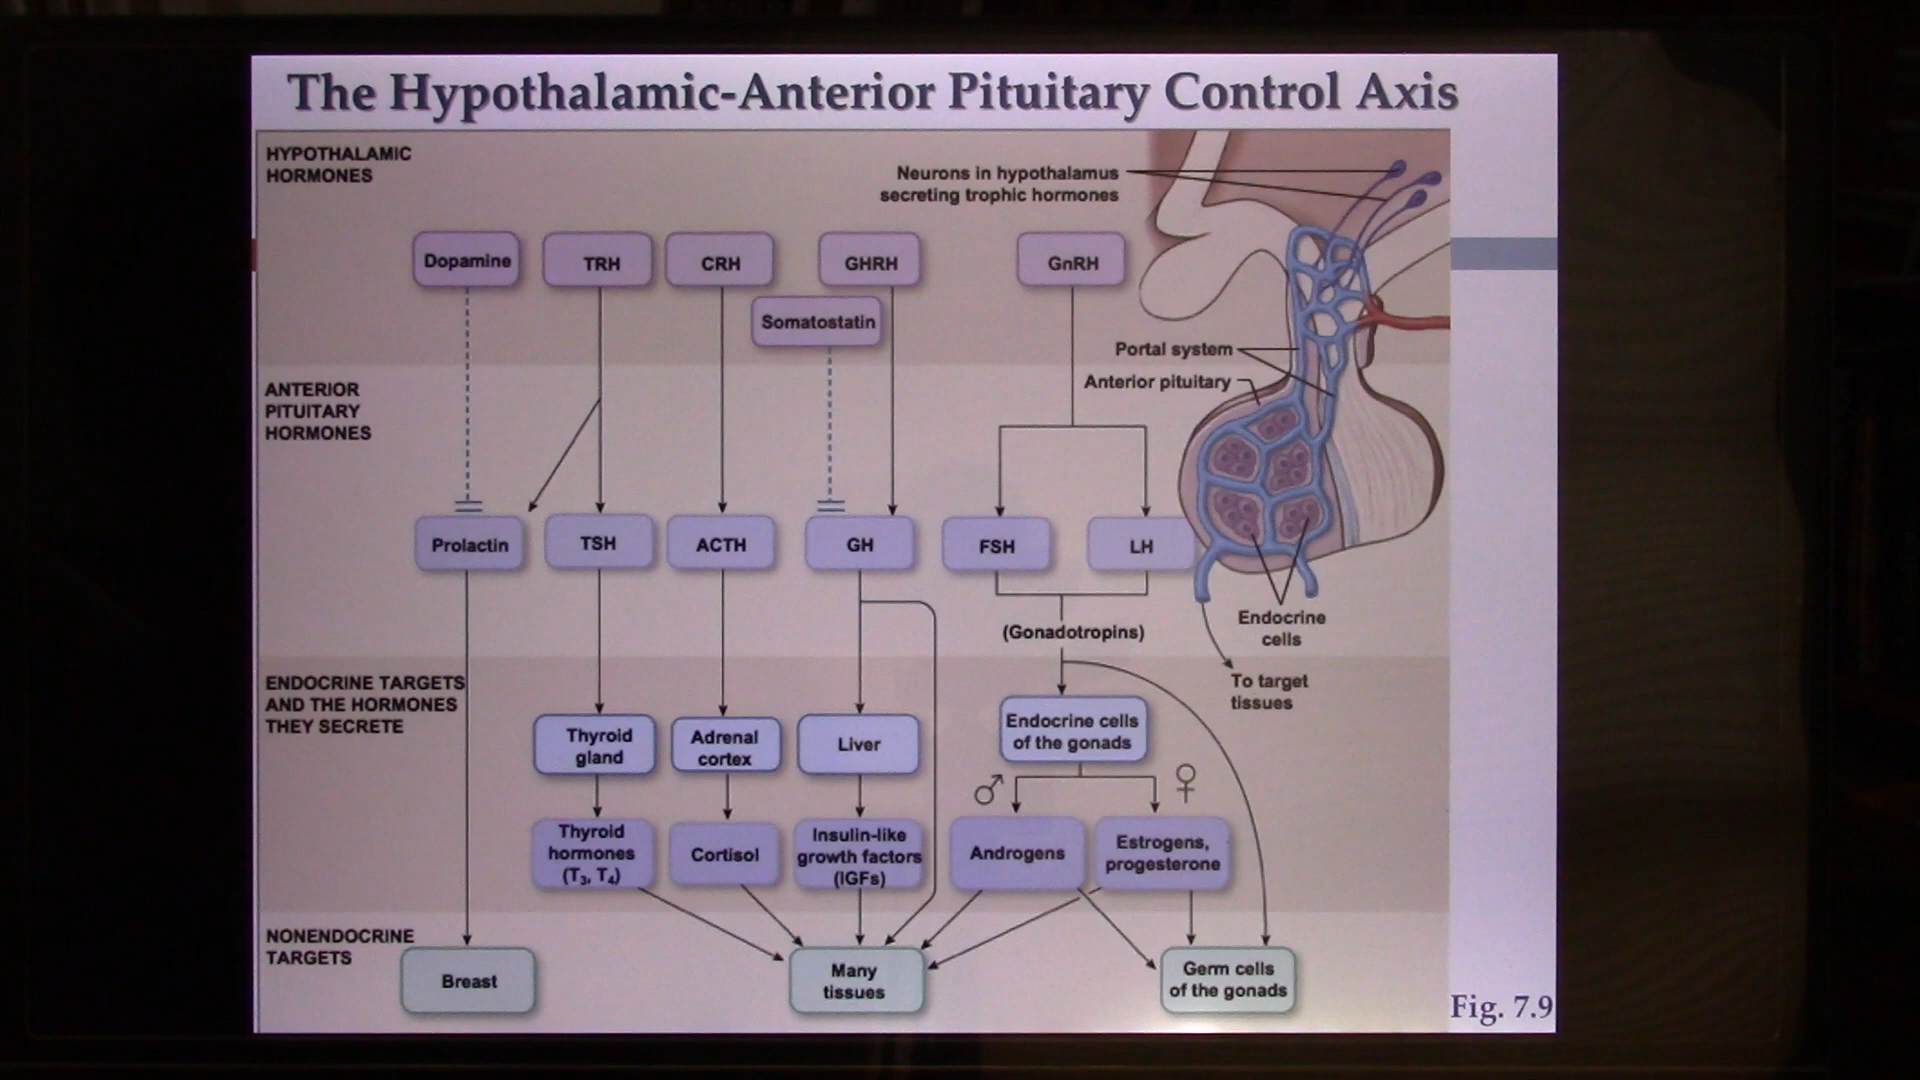 The Hypothalamic-Anterior Pituitary Control Axis
HYPOTHALAMIC
HORMONES
Neurons in hypothalamus
secreting trophic hormones
Dopamine
TRH
CRH
GHRH
GnRH
Somatostatin
Portal system
Anterior pituitary
ANTERIOR
PITUITARY
HORMONES
Prolactin
TSH
ACTH
GH
FSH
LH
Endocrine
cells
(Gonadotropins)
To target
tissues
ENDOCRINE TARGETS
AND THE HORMONES
THEY SECRETE
Thyroid
gland
Adrenal
cortex
Liver
Endocrine cells
of the gonads
♂
♀
Thyroid
hormones
(T3, T4)
Cortisol
Insulin-like
growth factors
(IGFs)
Androgens
Estrogens,
progesterone
NONENDOCRINE
TARGETS
Breast
Many
tissues
Germ cells
of the gonads
Fig. 7.9